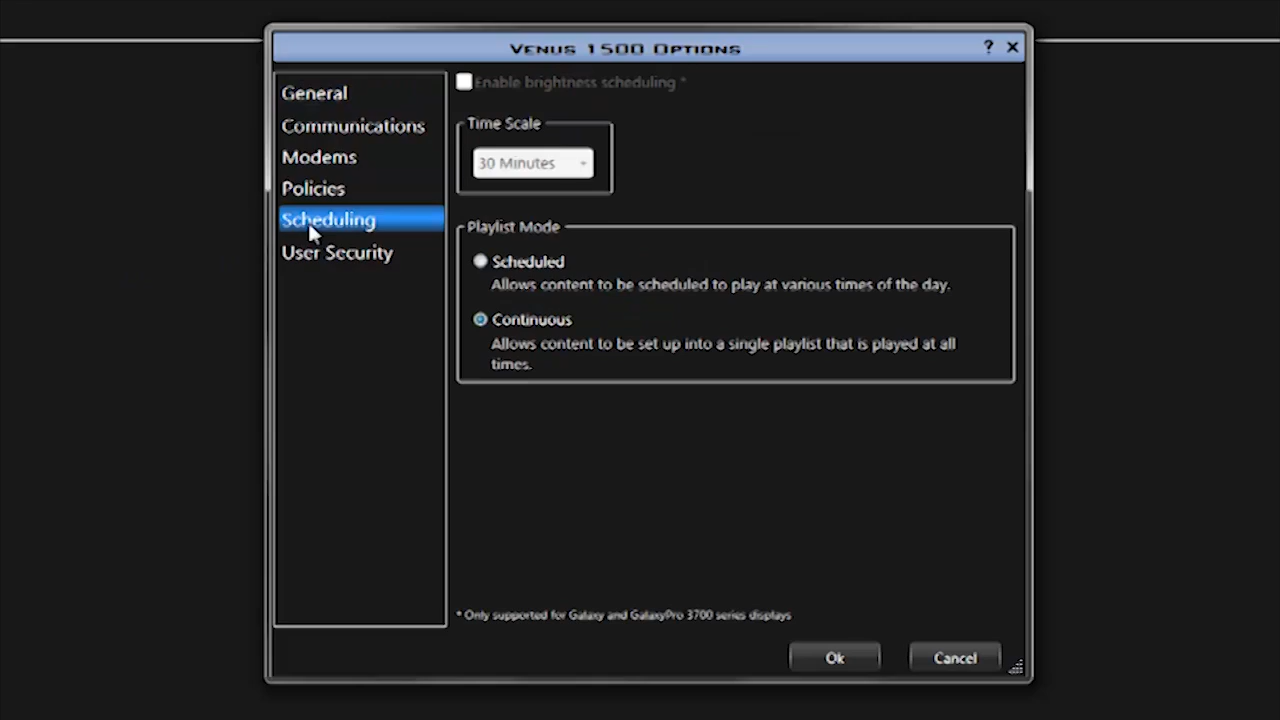 Venus 1500 Options
?
General
Communications
Modems
Policies
Scheduling
User Security
Enable brightness scheduling *
Time Scale
30 Minutes
Playlist Mode
Scheduled
Allows content to be scheduled to play at various times of the day.
Continuous
Allows content to be set up into a single playlist that is played at all
times.
* Only supported for Galaxy and GalaxyPro 3700 series displays
Ok
Cancel